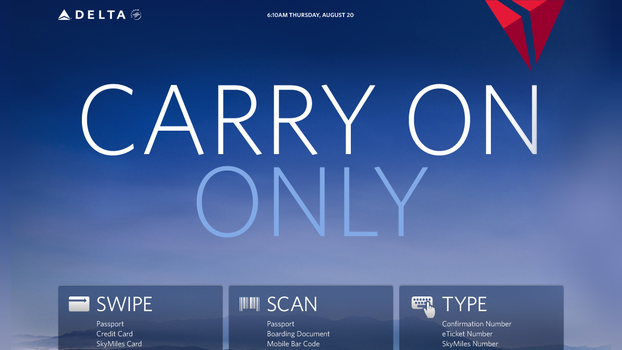 DELTA
6:10AM THURSDAY, AUGUST 20
CARRY ON
ONLY
SWIPE
Passport
Credit Card
SkyMiles Card
SCAN
Passport
Boarding Document
Mobile Bar Code
TYPE
Confirmation Number
eTicket Number
SkyMiles Number